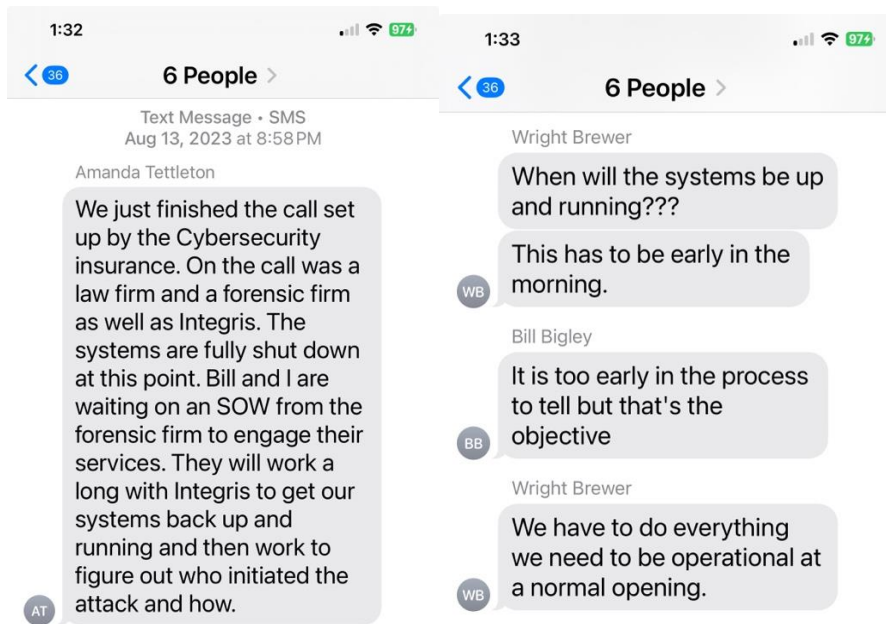 1:32
97
36
6 People
Text Message • SMS
Aug 13, 2023 at 8:58 PM
Amanda Tettleton
We just finished the call set
up by the Cybersecurity
insurance. On the call was a
law firm and a forensic firm
as well as Integris. The
systems are fully shut down
at this point. Bill and I are
waiting on an SOW from the
forensic firm to engage their
services. They will work a
long with Integris to get our
systems back up and
running and then work to
figure out who initiated the
attack and how.
AT
1:33
97
36
6 People
Wright Brewer
When will the systems be up
and running???
This has to be early in the
morning.
WB
Bill Bigley
It is too early in the process
to tell but that's the
objective
BB
Wright Brewer
We have to do everything
we need to be operational at
a normal opening.
WB